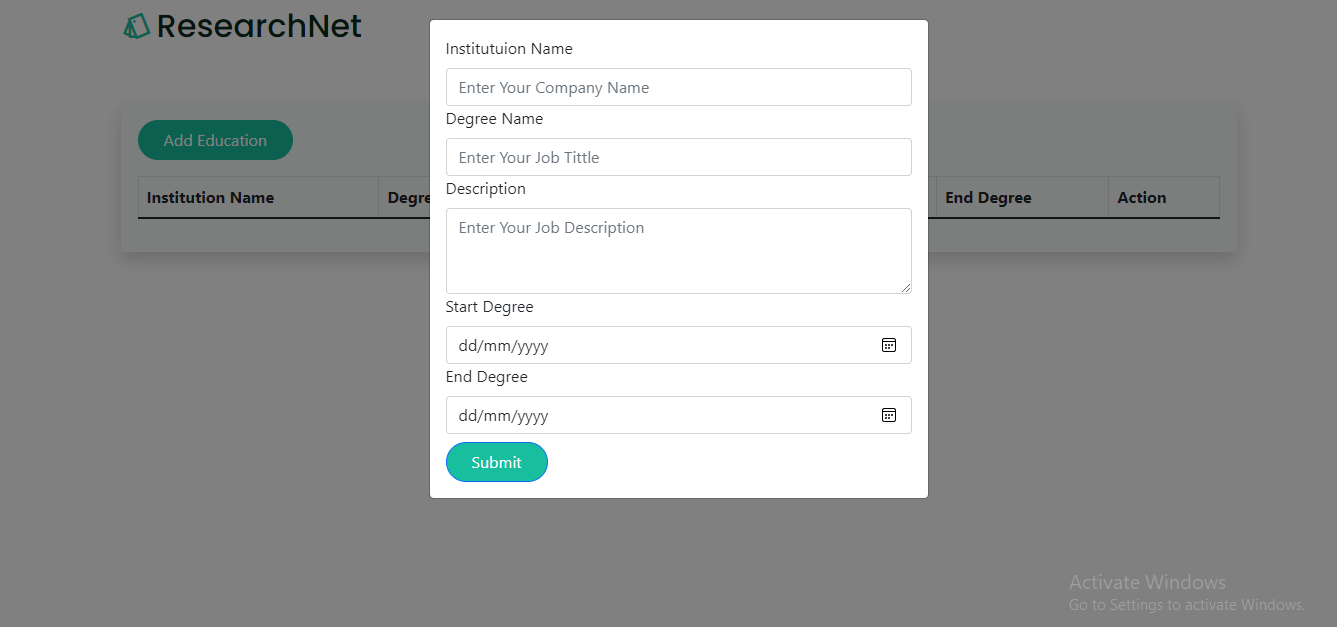 ResearchNet
Add Education
Institution Name
Degre
End Degree
Action
Institutuion Name
Enter Your Company Name
Degree Name
Enter Your Job Tittle
Description
Enter Your Job Description
Start Degree
dd/mm/yyyy
End Degree
dd/mm/yyyy
Submit
Activate Windows
Go to Settings to activate Windows.